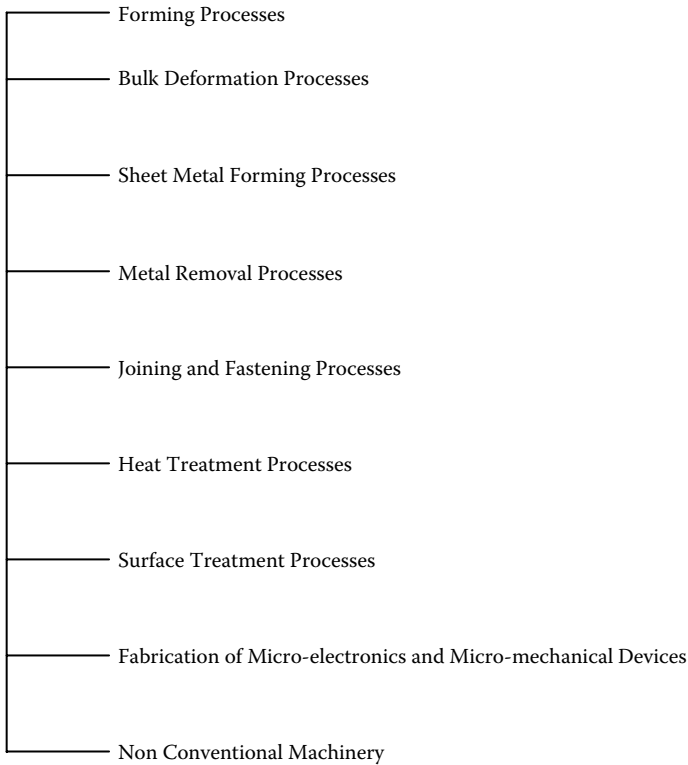 Forming Processes
Bulk Deformation Processes
Sheet Metal Forming Processes
Metal Removal Processes
Joining and Fastening Processes
Heat Treatment Processes
Surface Treatment Processes
Fabrication of Micro-electronics and Micro-mechanical Devices
Non Conventional Machinery